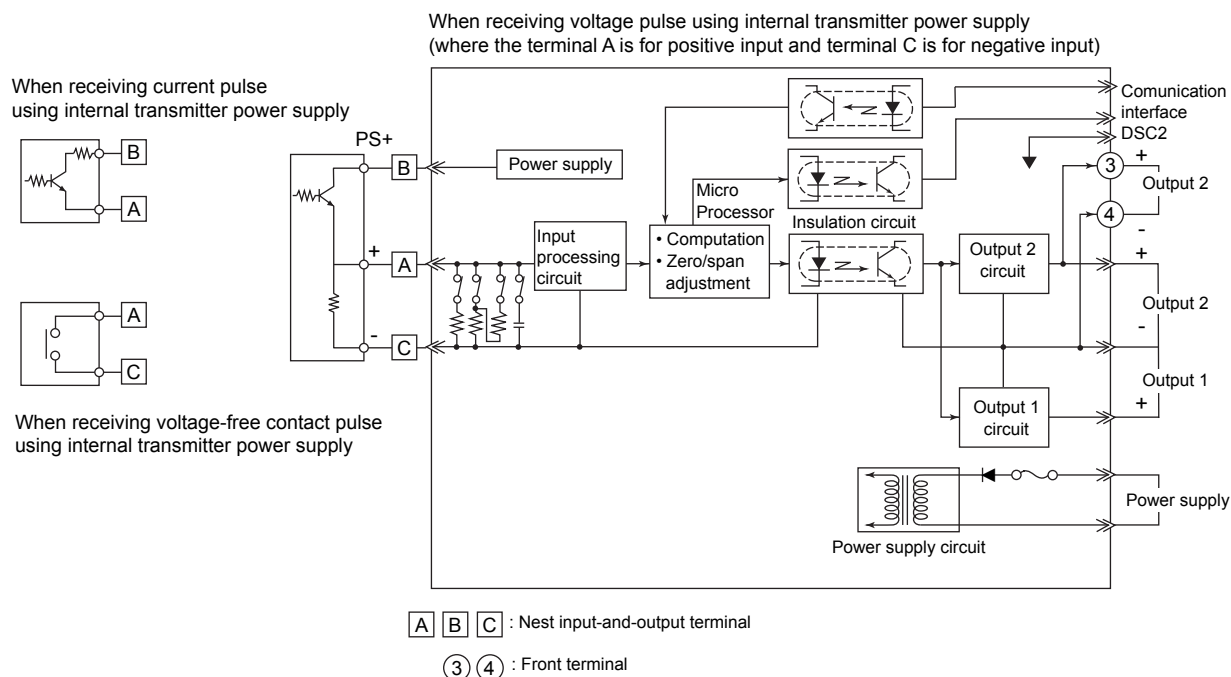 When receiving voltage pulse using internal transmitter power supply
(where the terminal A is for positive input and terminal C is for negative input)
When receiving current pulse
using internal transmitter power supply
B
A
A
C
When receiving voltage-free contact pulse
using internal transmitter power supply
PS+
B
+
A
-
C
Power supply
Input
processing
circuit
Micro
Processor
• Computation
• Zero/span
adjustment
Insulation circuit
Output 2
circuit
Output 1
circuit
Power supply circuit
Comunication
interface
DSC2
3
+
Output 2
4
-
+
Output 2
-
Output 1
+
Power supply
A B C : Nest input-and-output terminal
3 4 : Front terminal